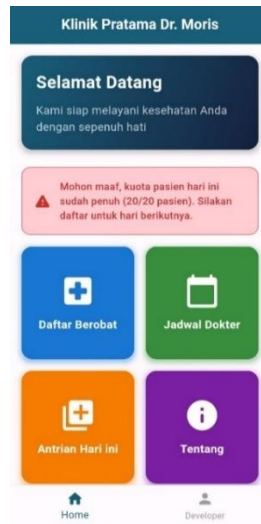 Klinik Pratama Dr. Moris
Selamat Datang
Kami siap melayani kesehatan Anda
dengan sepenuh hati
Mohon maaf, kuota pasien hari ini
sudah penuh (20/20 pasien). Silakan
daftar untuk hari berikutnya.
Daftar Berobat
Jadwal Dokter
Antrian Hari ini
Tentang
Home
Developer